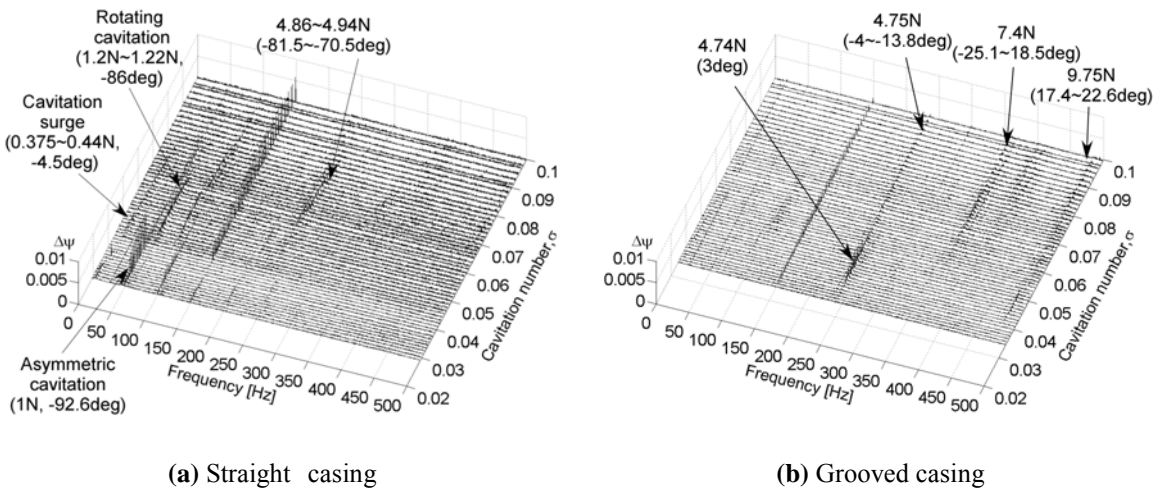 Rotating
cavitation
(1.2N~1.22N,
-86deg)
4.86~4.94N
(-81.5~-70.5deg)
Cavitation
surge
(0.375~0.44N,
-4.5deg)
Δψ
0.01
0.005
0
0
50
100
150
200
250
300
350
400
450
500
Frequency [Hz]
0.02
0.03
0.04
0.05
0.06
0.07
0.08
0.09
0.1
Cavitation number, σ
Asymmetric
cavitation
(1N, -92.6deg)
(a) Straight casing
4.74N
(3deg)
4.75N
(-4~-13.8deg)
7.4N
(-25.1~18.5deg)
9.75N
(17.4~22.6deg)
Δψ
0.01
0.005
0
0
50
100
150
200
250
300
350
400
450
500
Frequency [Hz]
0.02
0.03
0.04
0.05
0.06
0.07
0.08
0.09
0.1
Cavitation number, σ
(b) Grooved casing